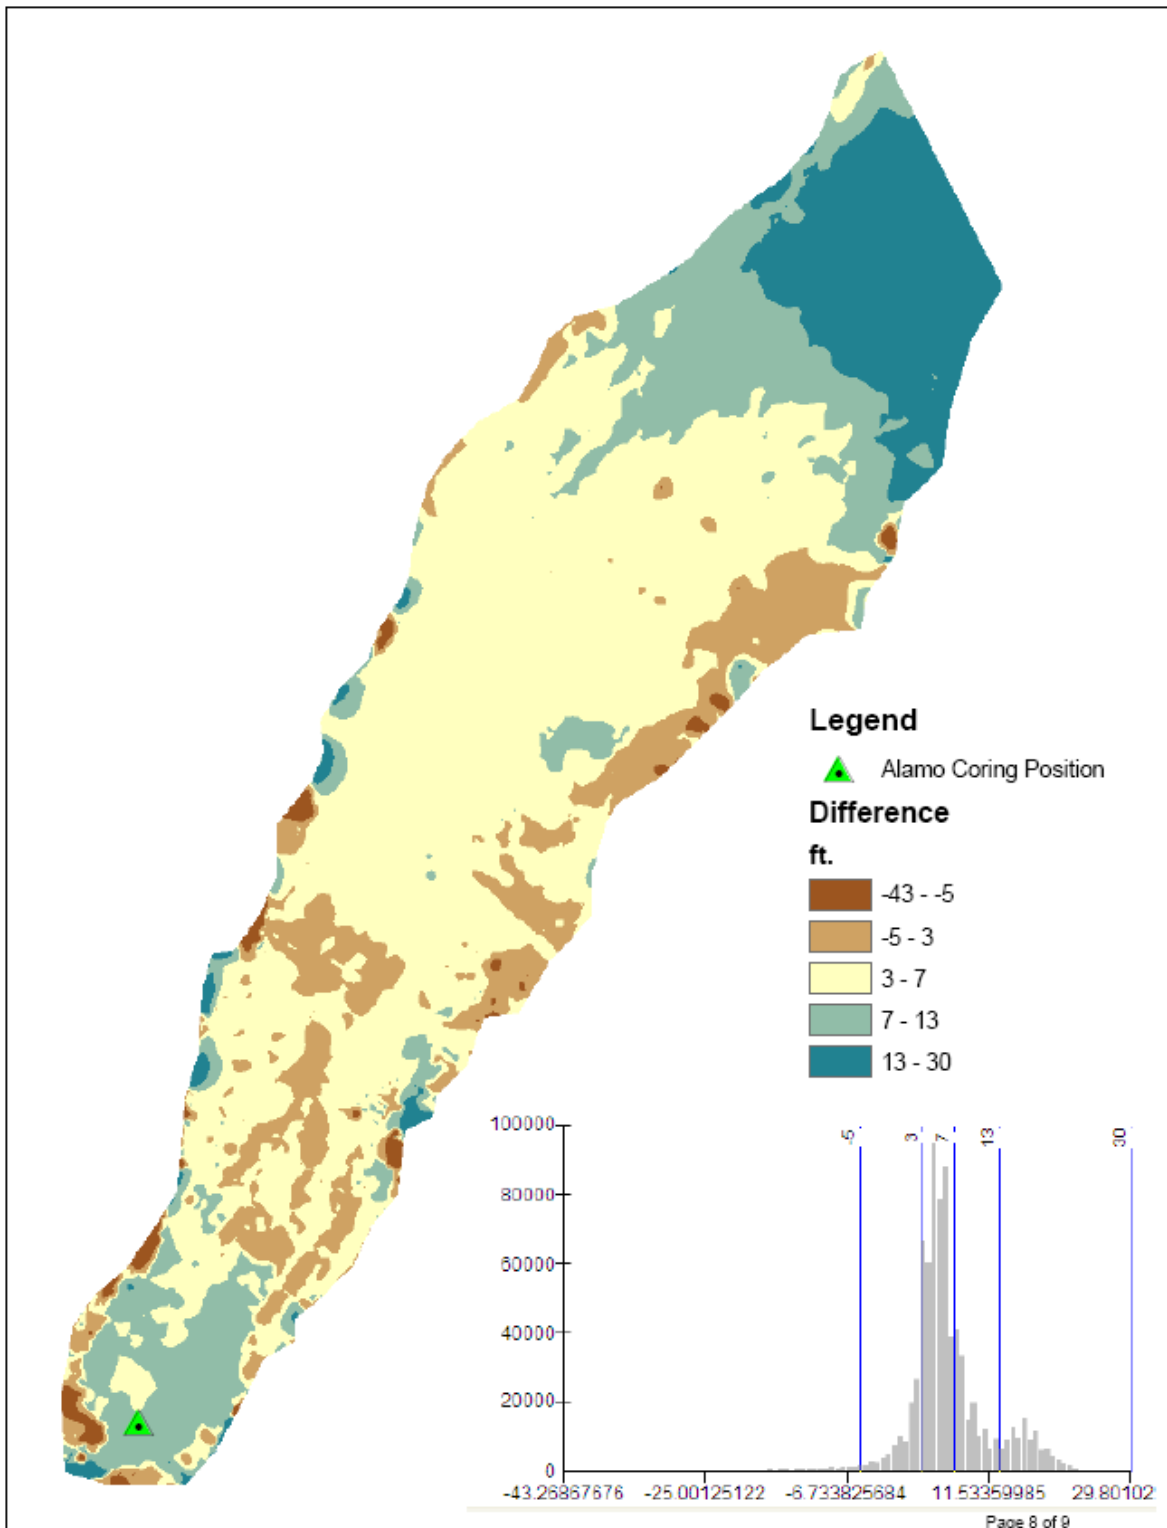 Legend
Alamo Coring Position
Difference
ft.
-43 - -5
-5 - 3
3 - 7
7 - 13
13 - 30
-5
3
7
13
30
100000
80000
60000
40000
20000
0
-43.26867676 -25.00125122 -6.733825684 11.53359985 29.801025
Page 8 of 9